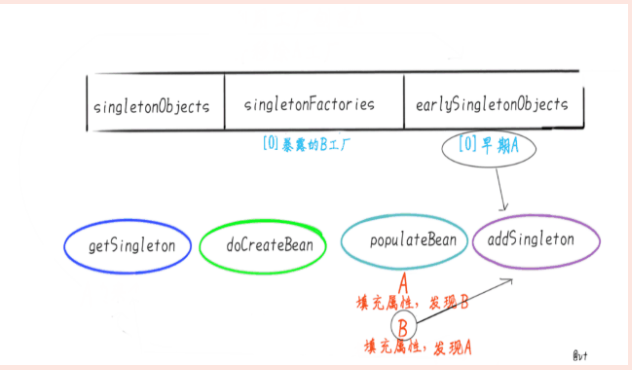 singletonObjects singletonFactories earlySingletonObjects
[0]暴露的B工厂 [0]早期A
getSingleton doCreateBean populateBean addSingleton
A
填充属性，发现B
B
填充属性，发现A